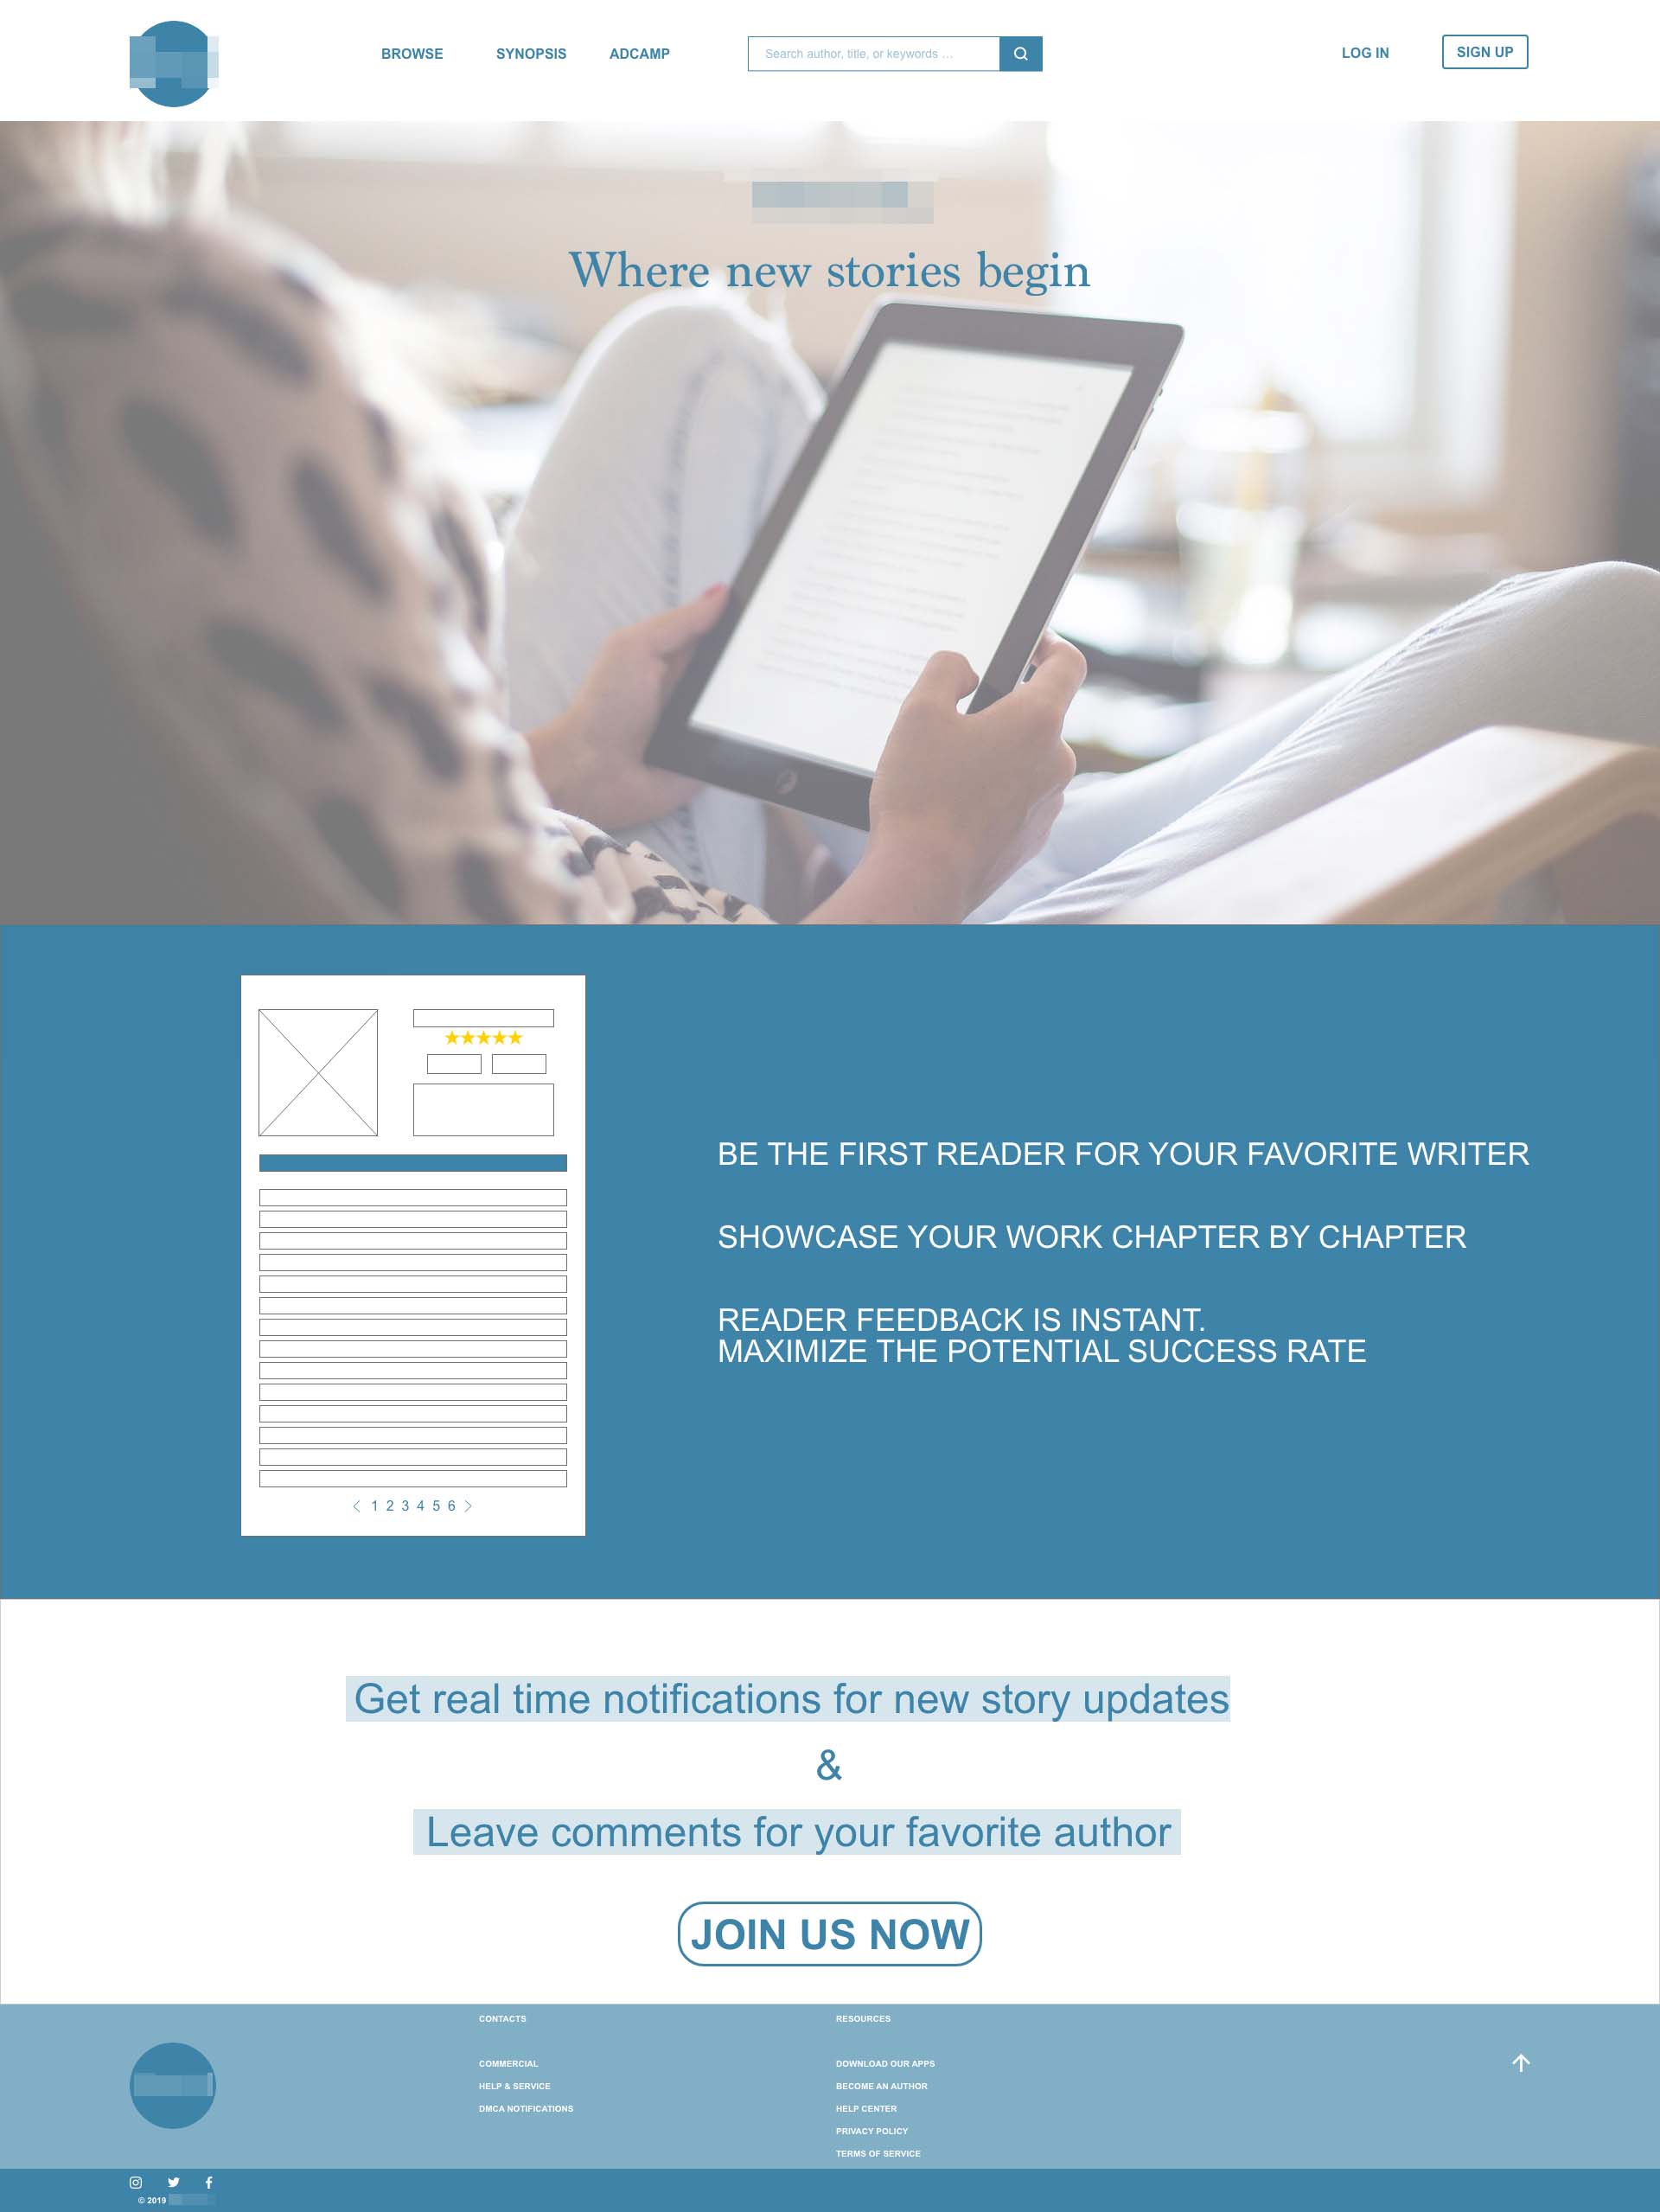 BROWSE
SYNOPSIS
ADCAMP
Search author, title, or keywords ...
LOG IN
SIGN UP
Where new stories begin
BE THE FIRST READER FOR YOUR FAVORITE WRITER
SHOWCASE YOUR WORK CHAPTER BY CHAPTER
READER FEEDBACK IS INSTANT.
MAXIMIZE THE POTENTIAL SUCCESS RATE
1 2 3 4 5 6
Get real time notifications for new story updates
&
Leave comments for your favorite author
JOIN US NOW
CONTACTS
COMMERCIAL
HELP & SERVICE
DMCA NOTIFICATIONS
RESOURCES
DOWNLOAD OUR APPS
BECOME AN AUTHOR
HELP CENTER
PRIVACY POLICY
TERMS OF SERVICE
© 2019